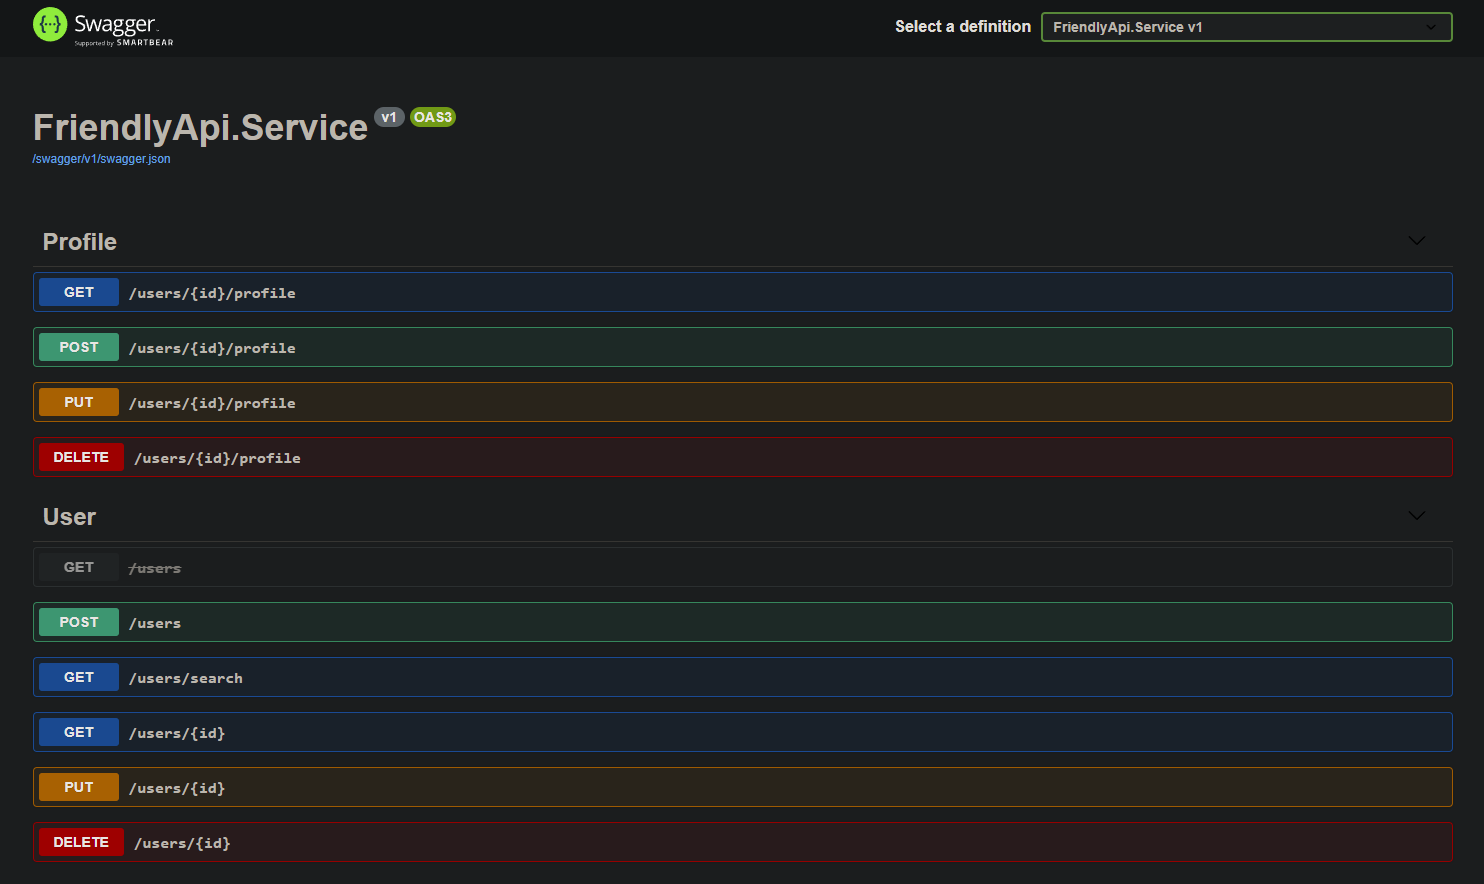 {···} Swagger.
Supported by SMARTBEAR
Select a definition FriendlyApi.Service v1
FriendlyApi.Service v1 OAS3
/swagger/v1/swagger.json
Profile
GET /users/{id}/profile
POST /users/{id}/profile
PUT /users/{id}/profile
DELETE /users/{id}/profile
User
GET /users
POST /users
GET /users/search
GET /users/{id}
PUT /users/{id}
DELETE /users/{id}